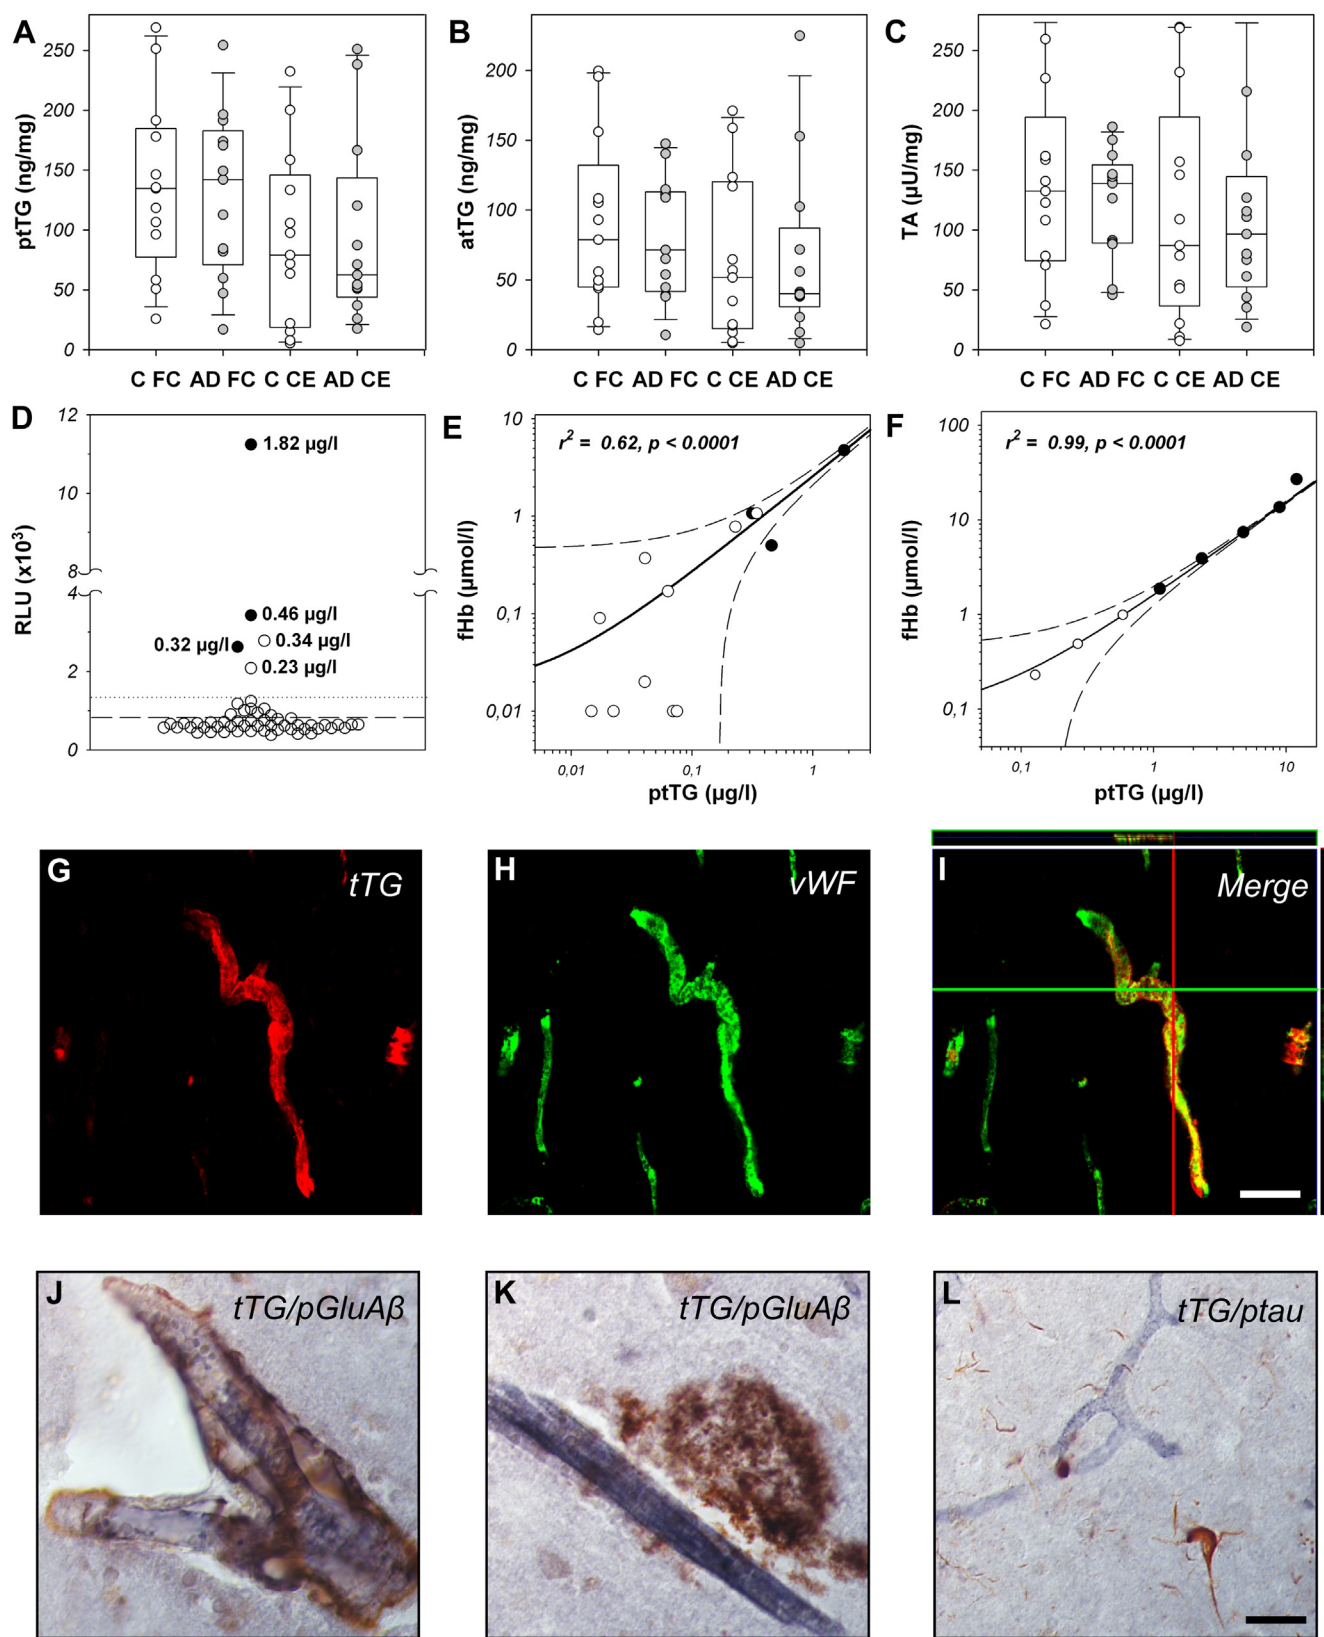 A
ptTG (ng/mg)
250
200
150
100
50
0
C FC AD FC C CE AD CE
B
atTG (ng/mg)
200
150
100
50
0
C FC AD FC C CE AD CE
C
TA (µU/mg)
250
200
150
100
50
0
C FC AD FC C CE AD CE
D
RLU (x10³)
12
10
8
4
2
0
1.82 µg/l
0.46 µg/l
0.32 µg/l
0.34 µg/l
0.23 µg/l
E
fHb (µmol/l)
10
1
0,1
0,01
r² = 0.62, p < 0.0001
0,01 0,1 1
ptTG (µg/l)
F
fHb (µmol/l)
100
10
1
0,1
r² = 0.99, p < 0.0001
0,1 1 10
ptTG (µg/l)
G
tTG
H
vWF
I
Merge
J
tTG/pGluAβ
K
tTG/pGluAβ
L
tTG/ptau